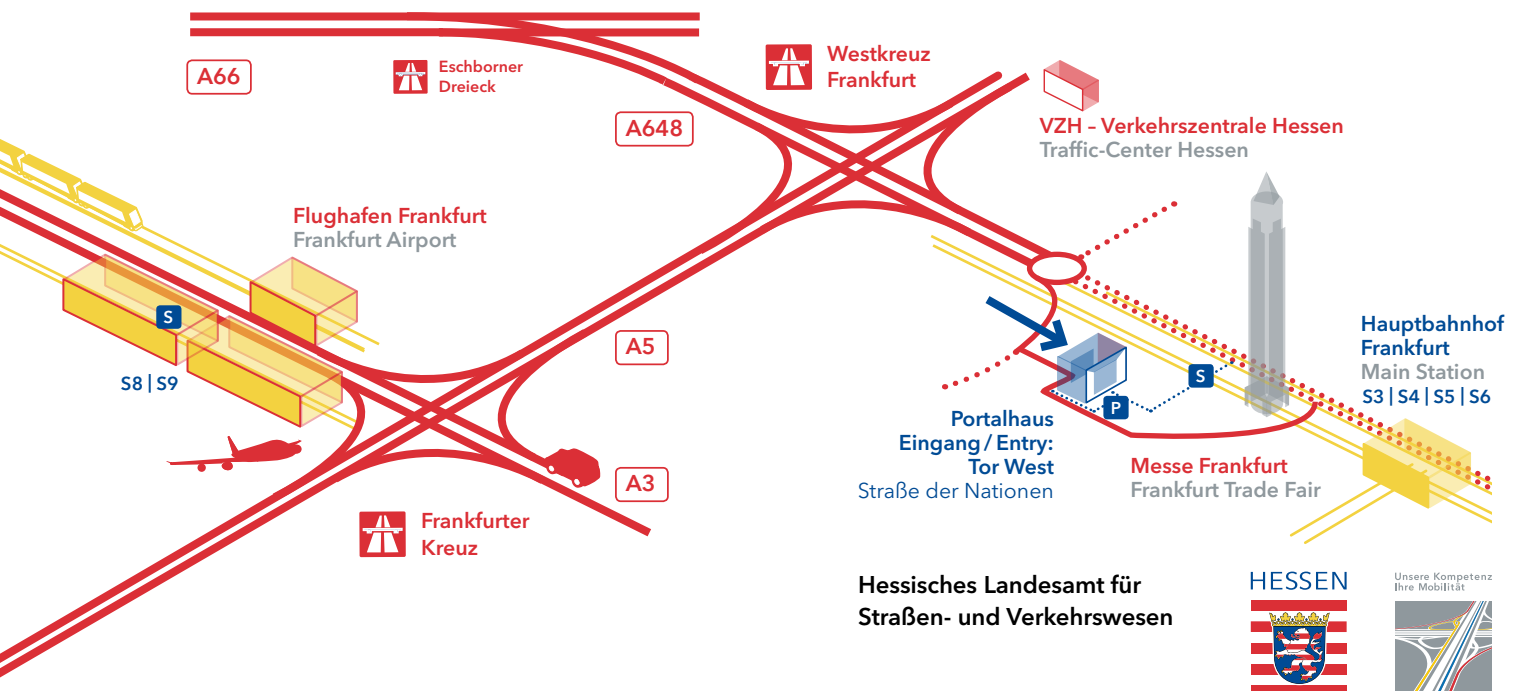 A66
Eschborner
Dreieck
Westkreuz
Frankfurt
A648
VZH – Verkehrszentrale Hessen
Traffic-Center Hessen
Flughafen Frankfurt
Frankfurt Airport
S
S8 | S9
A5
Hauptbahnhof
Frankfurt
Main Station
S3 | S4 | S5 | S6
S
P
Portalhaus
Eingang / Entry:
Tor West
Straße der Nationen
Messe Frankfurt
Frankfurt Trade Fair
A3
Frankfurter
Kreuz
Hessisches Landesamt für
Straßen- und Verkehrswesen
HESSEN
Unsere Kompetenz
Ihre Mobilität